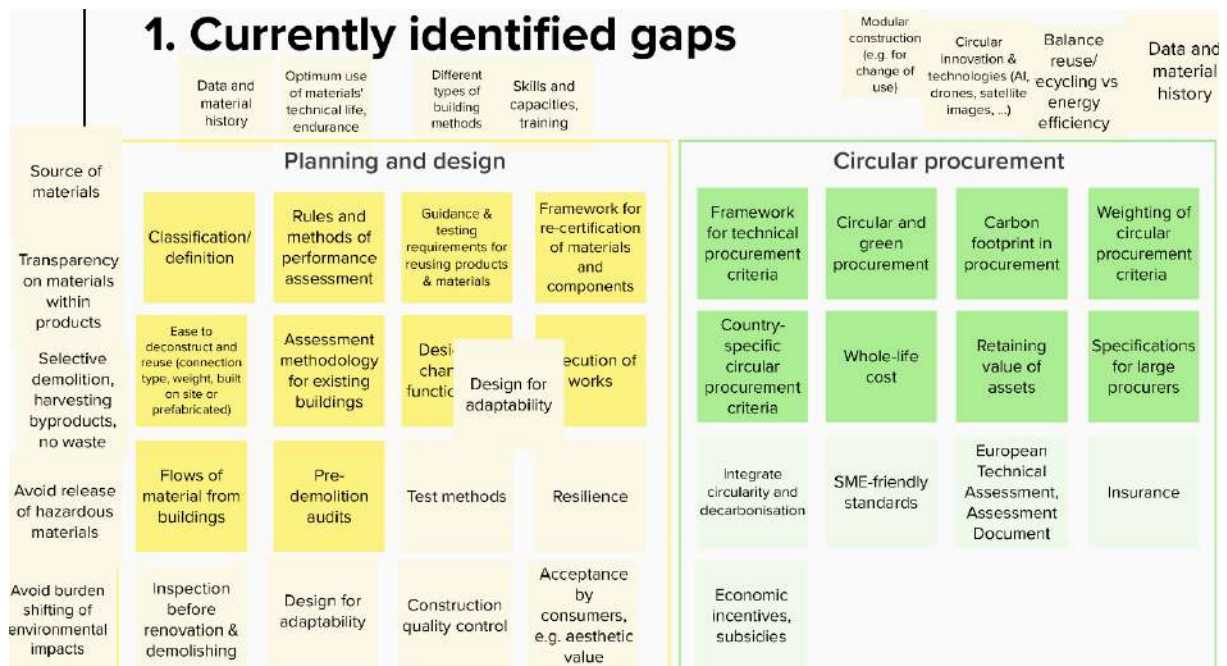 1. Currently identified gaps
Data and
material
history
Optimum use
of materials'
technical life,
endurance
Different
types of
building
methods
Skills and
capacities,
training
Modular
construction
(e.g. for
change of
use)
Circular
innovation &
technologies (AI,
drones, satellite
images, ...)
Balance
reuse/
ecycling vs
energy
efficiency
Data and
material
history
Source of
materials
Transparency
on materials
within
products
Selective
demolition,
harvesting
byproducts,
no waste
Avoid release
of hazardous
materials
Avoid burden
shifting of
environmental
impacts
Planning and design
Classification/
definition
Rules and
methods of
performance
assessment
Guidance &
testing
requirements for
reusing products
& materials
Framework for
re-certification
of materials
and
components
Ease to
deconstruct and
reuse (connection
type, weight, built
on site or
prefabricated)
Assessment
methodology
for existing
buildings
Design for
adaptability
works
Flows of
material from
buildings
Pre-
demolition
audits
Test methods
Resilience
Inspection
before
renovation &
demolishing
Design for
adaptability
Construction
quality control
Acceptance
by
consumers,
e.g. aesthetic
value
Circular procurement
Framework
for technical
procurement
criteria
Circular and
green
procurement
Carbon
footprint in
procurement
Weighting of
circular
procurement
criteria
Country-
specific
circular
procurement
criteria
Whole-life
cost
Retaining
value of
assets
Specifications
for large
procurers
Integrate
circularity and
decarbonisation
SME-friendly
standards
European
Technical
Assessment,
Assessment
Document
Insurance
Economic
incentives,
subsidies